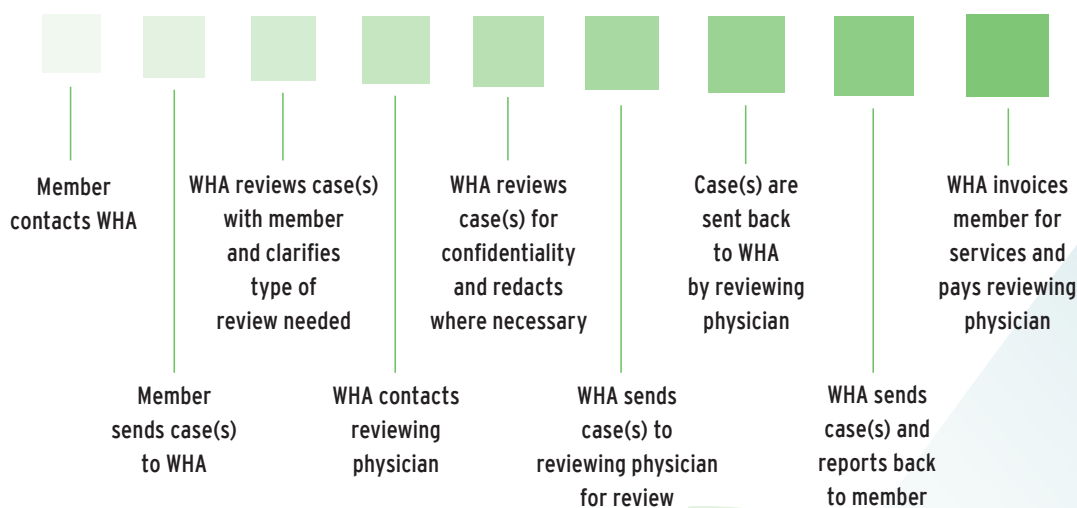 Member
contacts WHA
Member
sends case(s)
to WHA
WHA reviews case(s)
with member
and clarifies
type of
review needed
WHA contacts
reviewing
physician
WHA reviews
case(s) for
confidentiality
and redacts
where necessary
WHA sends
case(s) to
reviewing physician
for review
Case(s) are
sent back
to WHA
by reviewing
physician
WHA sends
case(s) and
reports back
to member
WHA invoices
member for
services and
pays reviewing
physician